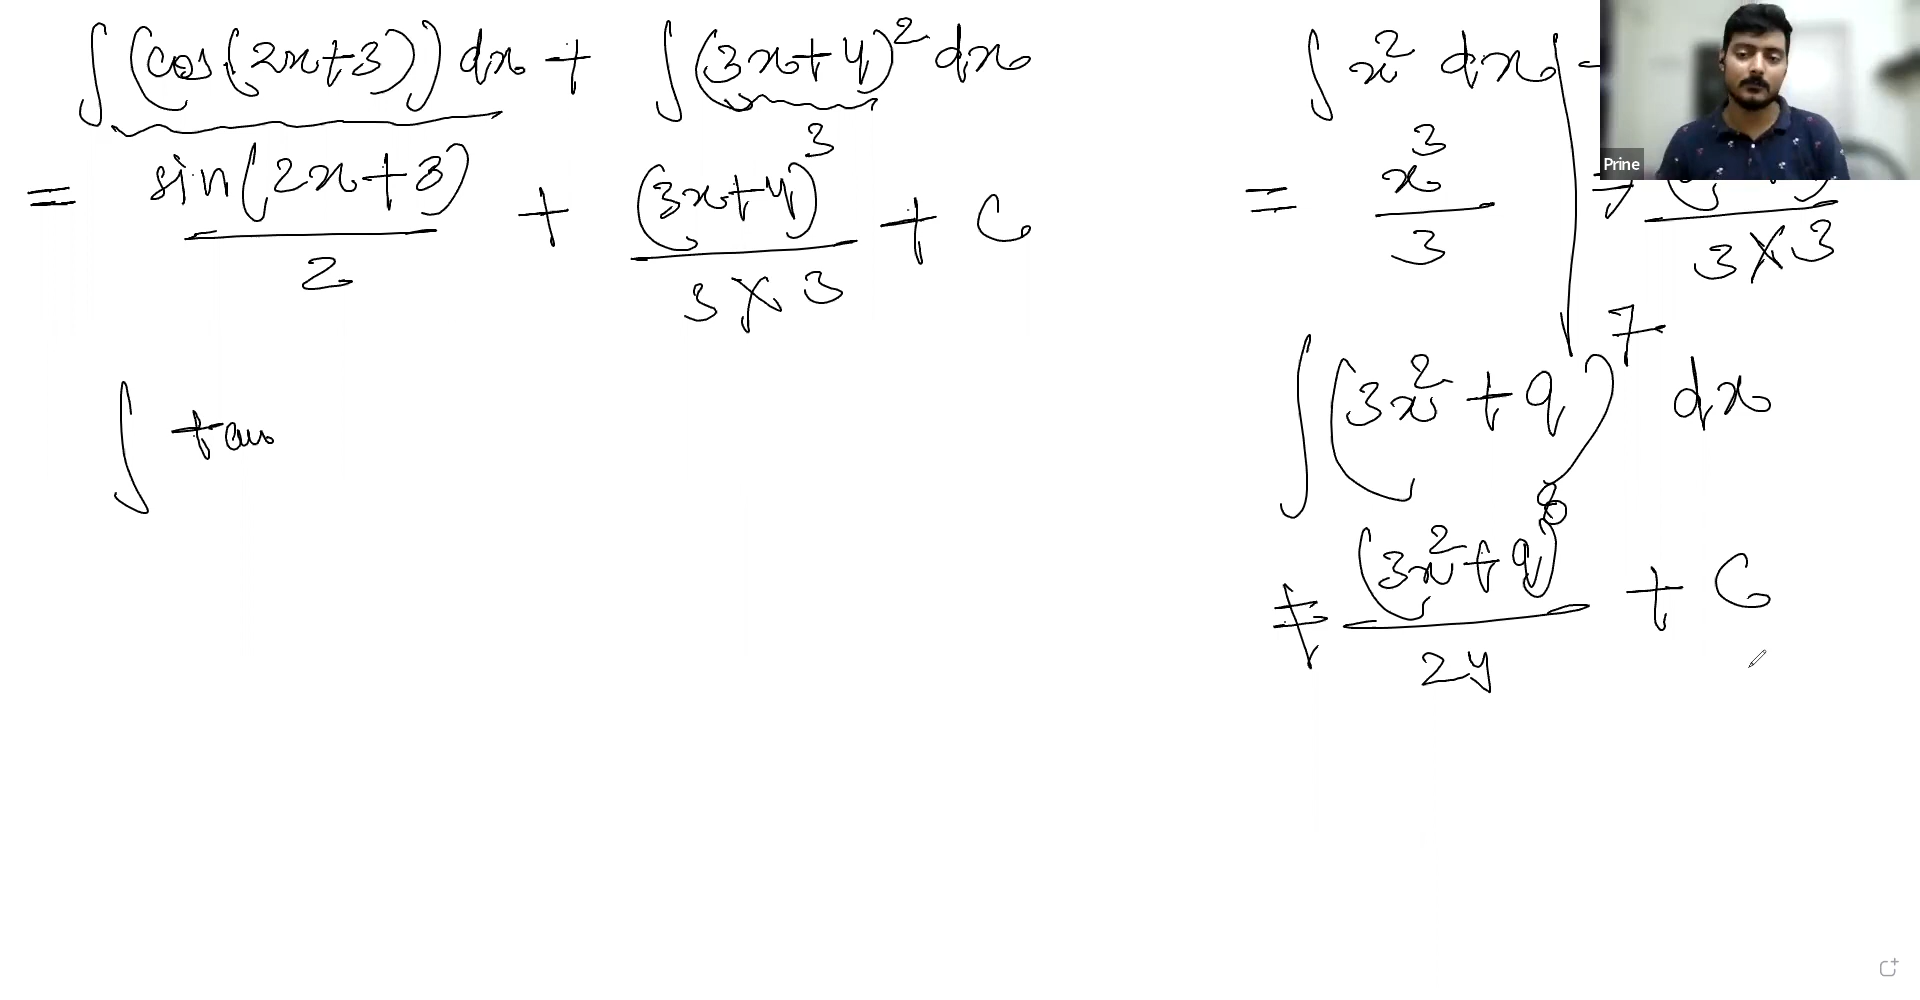 ∫(cos(2x+3)) dx + ∫(3x+4)² dx
= sin(2x+3)/2 + (3x+4)³/(3×3) + C
∫ tan
∫ x² dx
= x³/3
3×3
∫(3x²+9)⁷ dx
≠ (3x²+9)⁸/24 + C
Prine